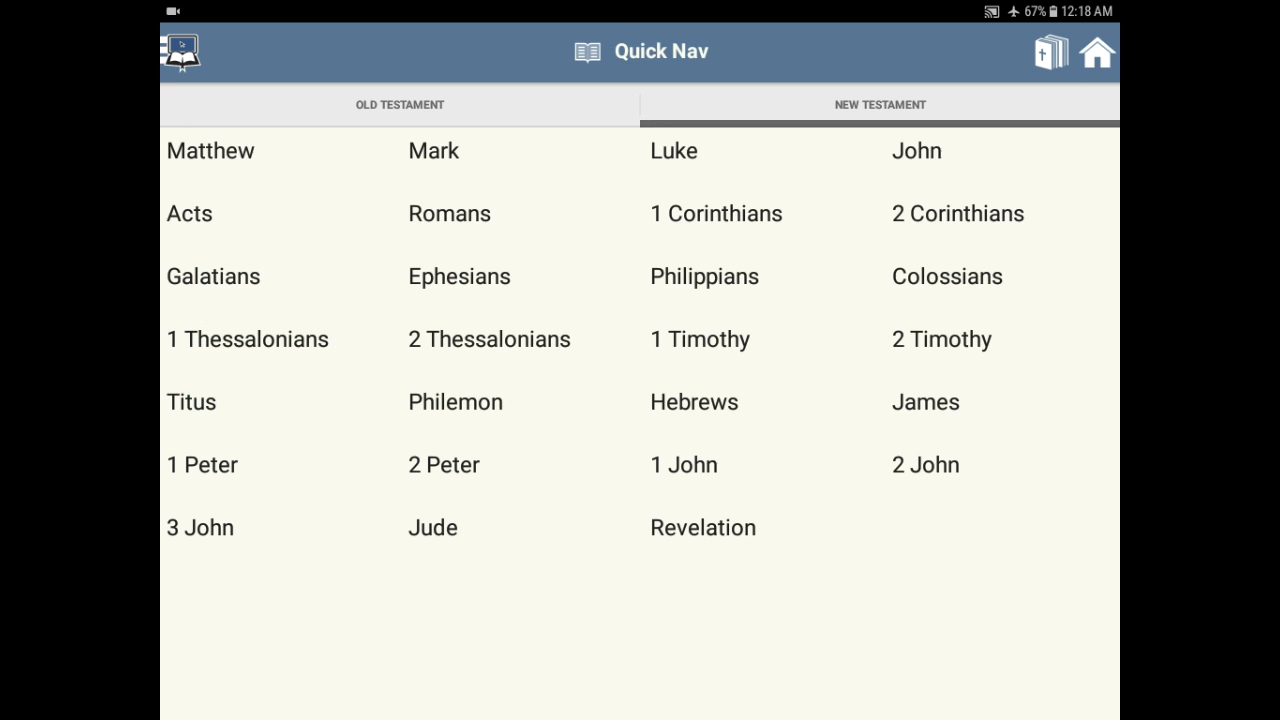 67% 12:18 AM
Quick Nav
OLD TESTAMENT NEW TESTAMENT
Matthew Mark Luke John
Acts Romans 1 Corinthians 2 Corinthians
Galatians Ephesians Philippians Colossians
1 Thessalonians 2 Thessalonians 1 Timothy 2 Timothy
Titus Philemon Hebrews James
1 Peter 2 Peter 1 John 2 John
3 John Jude Revelation